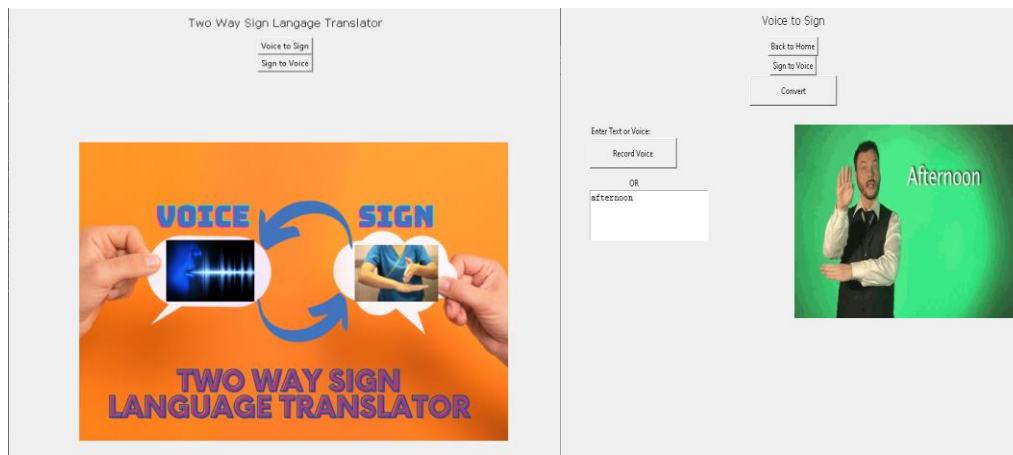 Two Way Sign Langage Translator
Voice to Sign
Sign to Voice
VOICE
SIGN
TWO WAY SIGN
LANGUAGE TRANSLATOR
Voice to Sign
Back to Home
Sign to Voice
Convert
Enter Text or Voice:
Record Voice
OR
afternoon
Afternoon